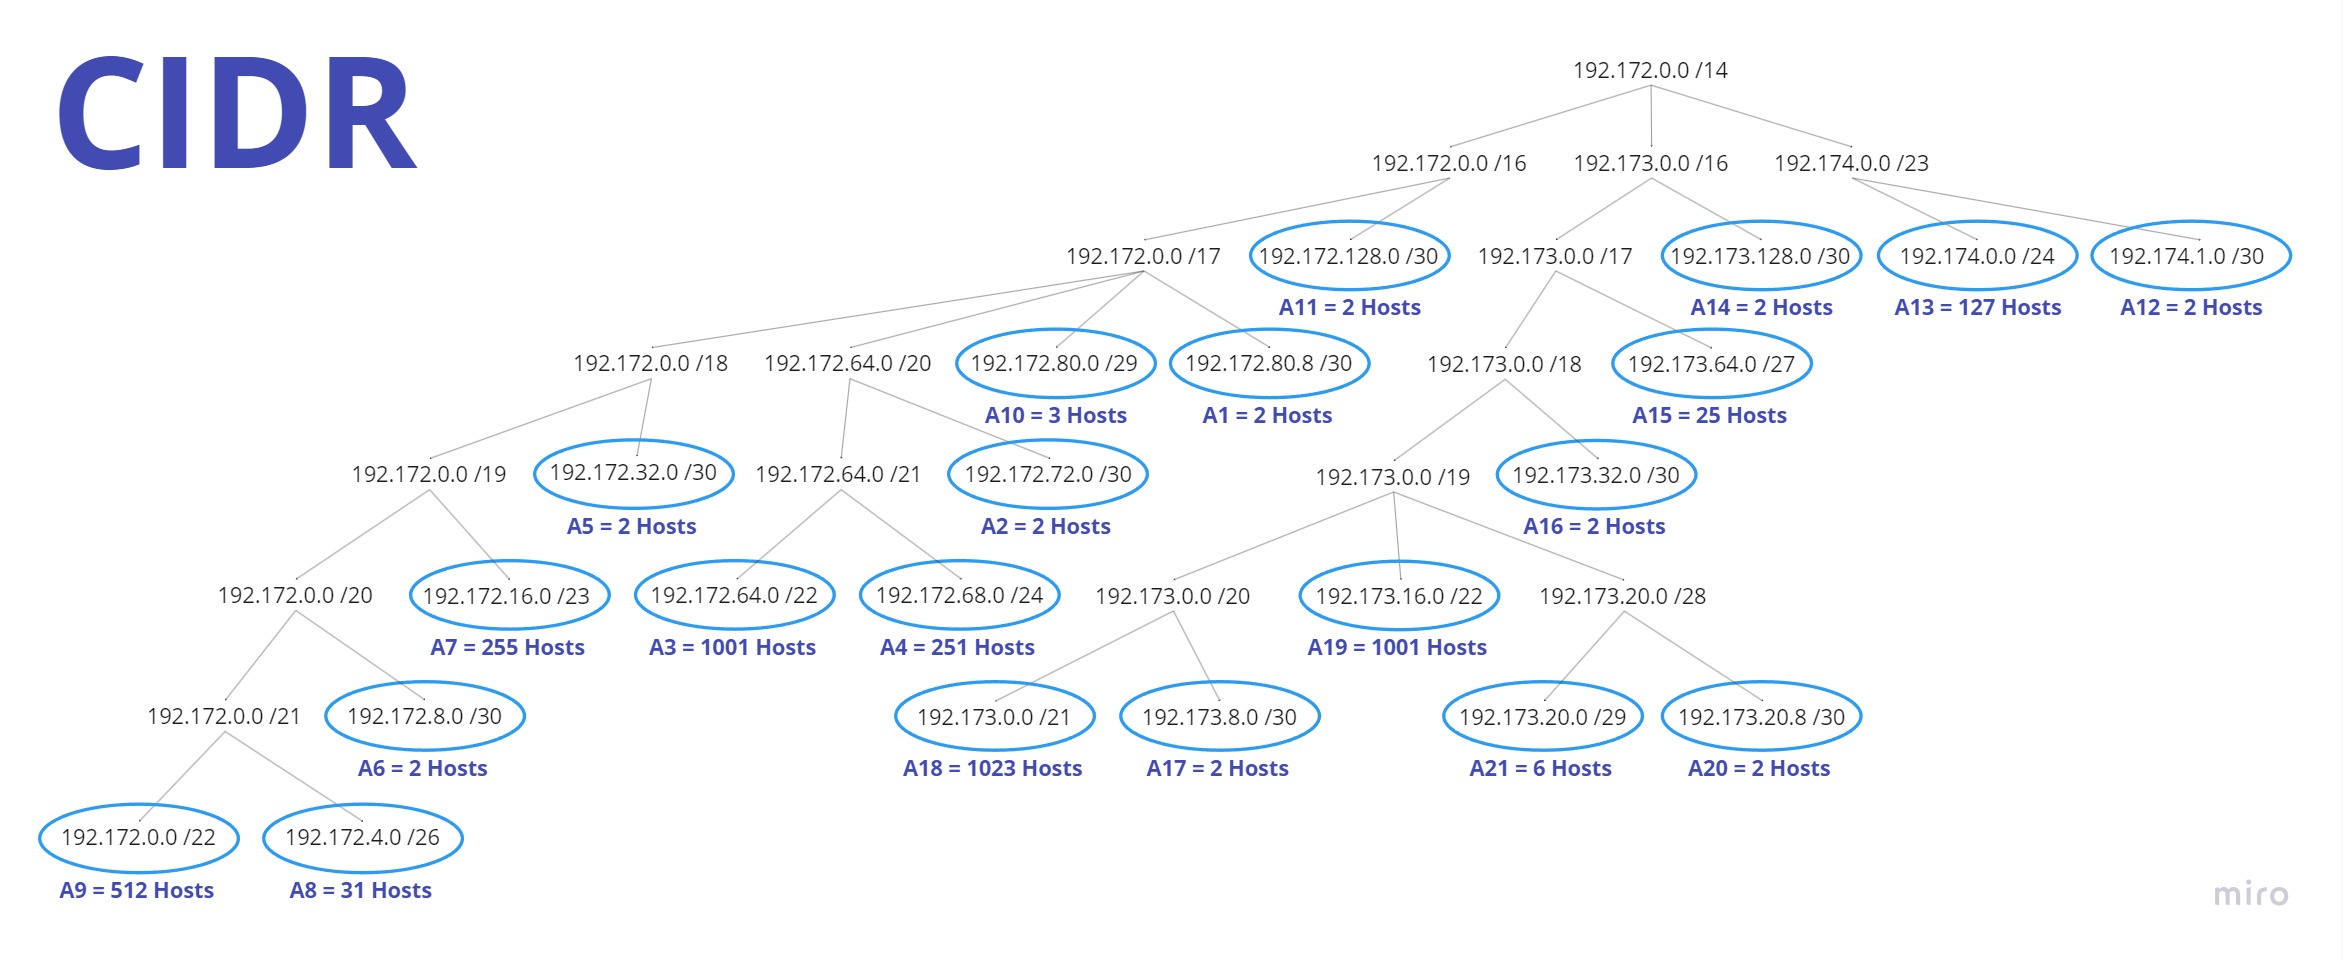 CIDR
192.172.0.0 /14
192.172.0.0 /16
192.173.0.0 /16
192.174.0.0 /23
192.172.0.0 /17
192.172.128.0 /30
192.173.0.0 /17
192.173.128.0 /30
192.174.0.0 /24
192.174.1.0 /30
A11 = 2 Hosts
A14 = 2 Hosts
A13 = 127 Hosts
A12 = 2 Hosts
192.172.0.0 /18
192.172.64.0 /20
192.172.80.0 /29
192.172.80.8 /30
192.173.0.0 /18
192.173.64.0 /27
A10 = 3 Hosts
A1 = 2 Hosts
A15 = 25 Hosts
192.172.0.0 /19
192.172.32.0 /30
192.172.64.0 /21
192.172.72.0 /30
192.173.0.0 /19
192.173.32.0 /30
A5 = 2 Hosts
A2 = 2 Hosts
A16 = 2 Hosts
192.172.0.0 /20
192.172.16.0 /23
192.172.64.0 /22
192.172.68.0 /24
192.173.0.0 /20
192.173.16.0 /22
192.173.20.0 /28
A7 = 255 Hosts
A3 = 1001 Hosts
A4 = 251 Hosts
A19 = 1001 Hosts
192.172.0.0 /21
192.172.8.0 /30
192.173.0.0 /21
192.173.8.0 /30
192.173.20.0 /29
192.173.20.8 /30
A6 = 2 Hosts
A18 = 1023 Hosts
A17 = 2 Hosts
A21 = 6 Hosts
A20 = 2 Hosts
192.172.0.0 /22
192.172.4.0 /26
A9 = 512 Hosts
A8 = 31 Hosts
miro